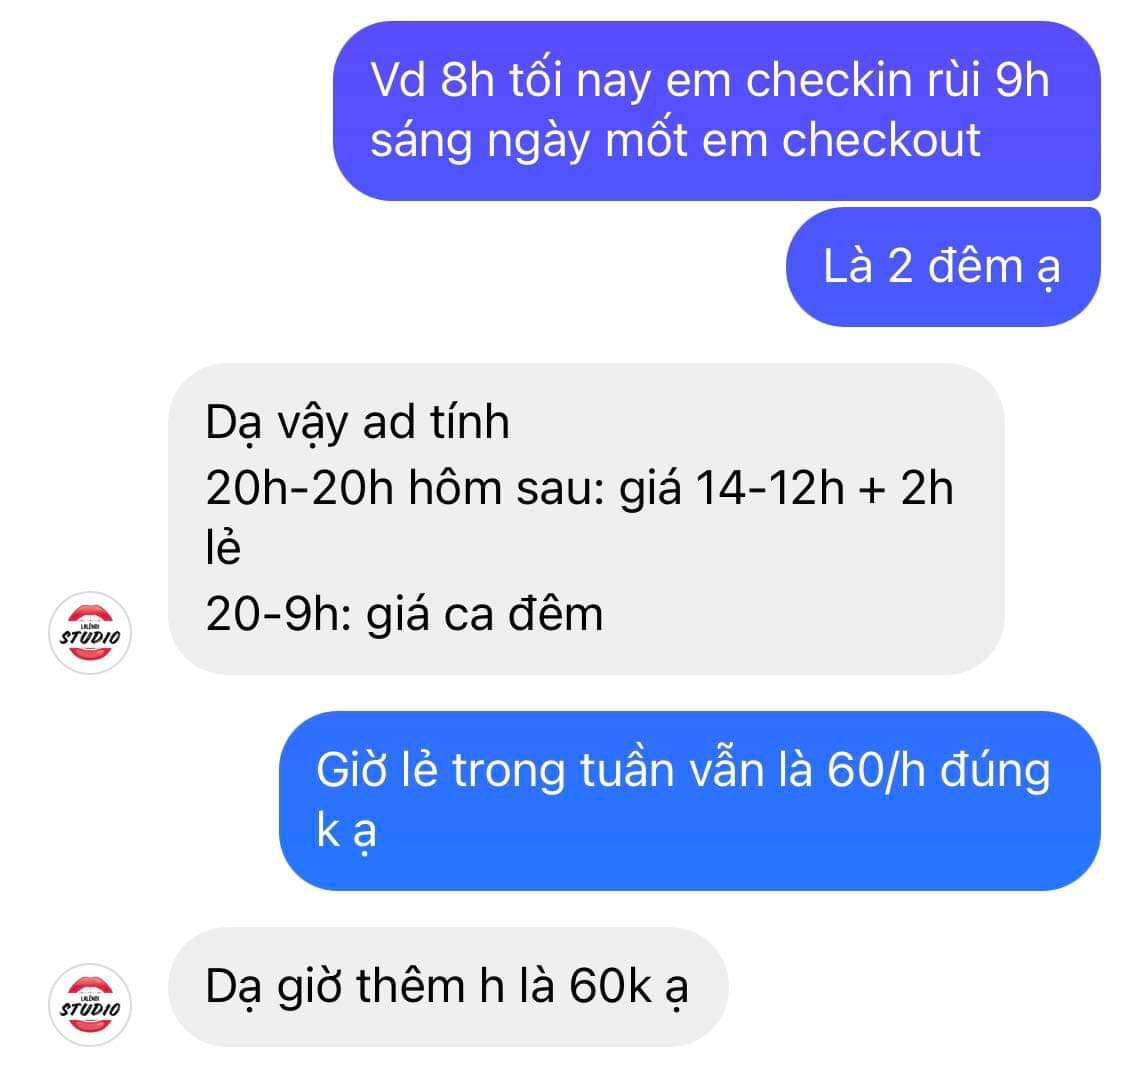 Vd 8h tối nay em checkin rùi 9h
sáng ngày mốt em checkout
Là 2 đêm ạ
Dạ vậy ad tính
20h-20h hôm sau: giá 14-12h + 2h
lẻ
20-9h: giá ca đêm
STUDIO
Giờ lẻ trong tuần vẫn là 60/h đúng
k ạ
Dạ giờ thêm h là 60k ạ
STUDIO